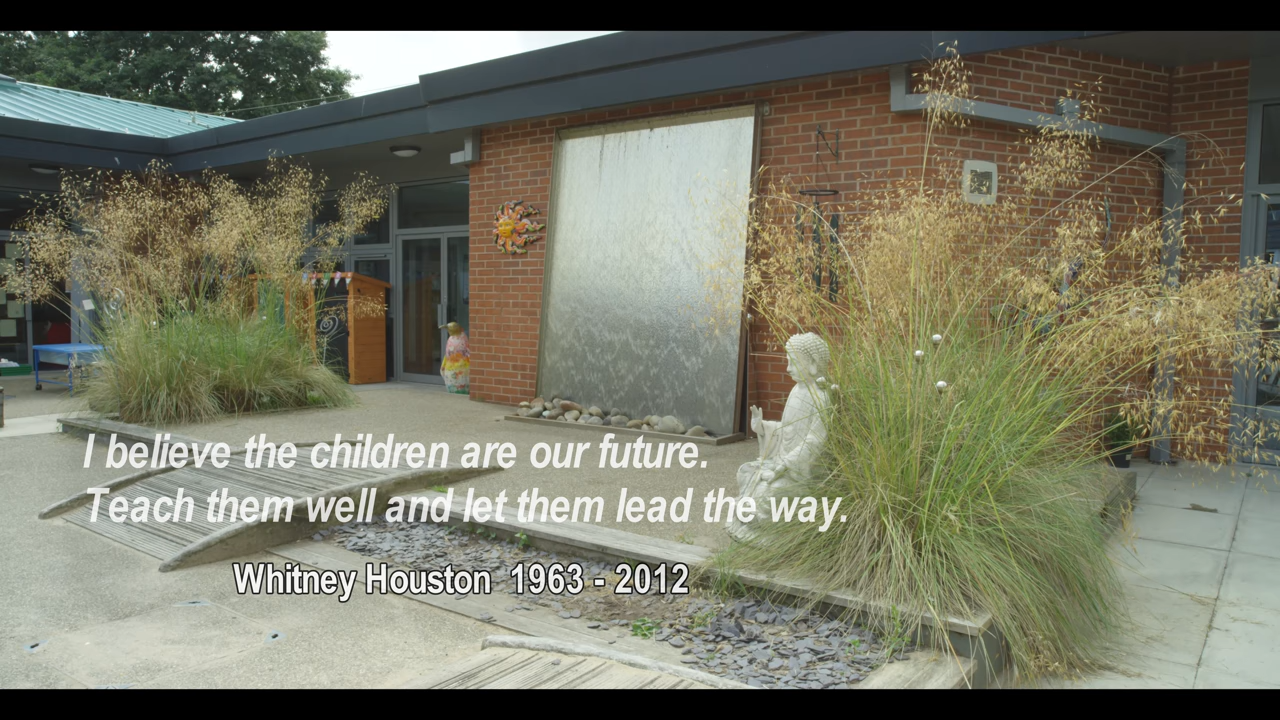 I believe the children are our future.
Teach them well and let them lead the way.
Whitney Houston 1963 - 2012